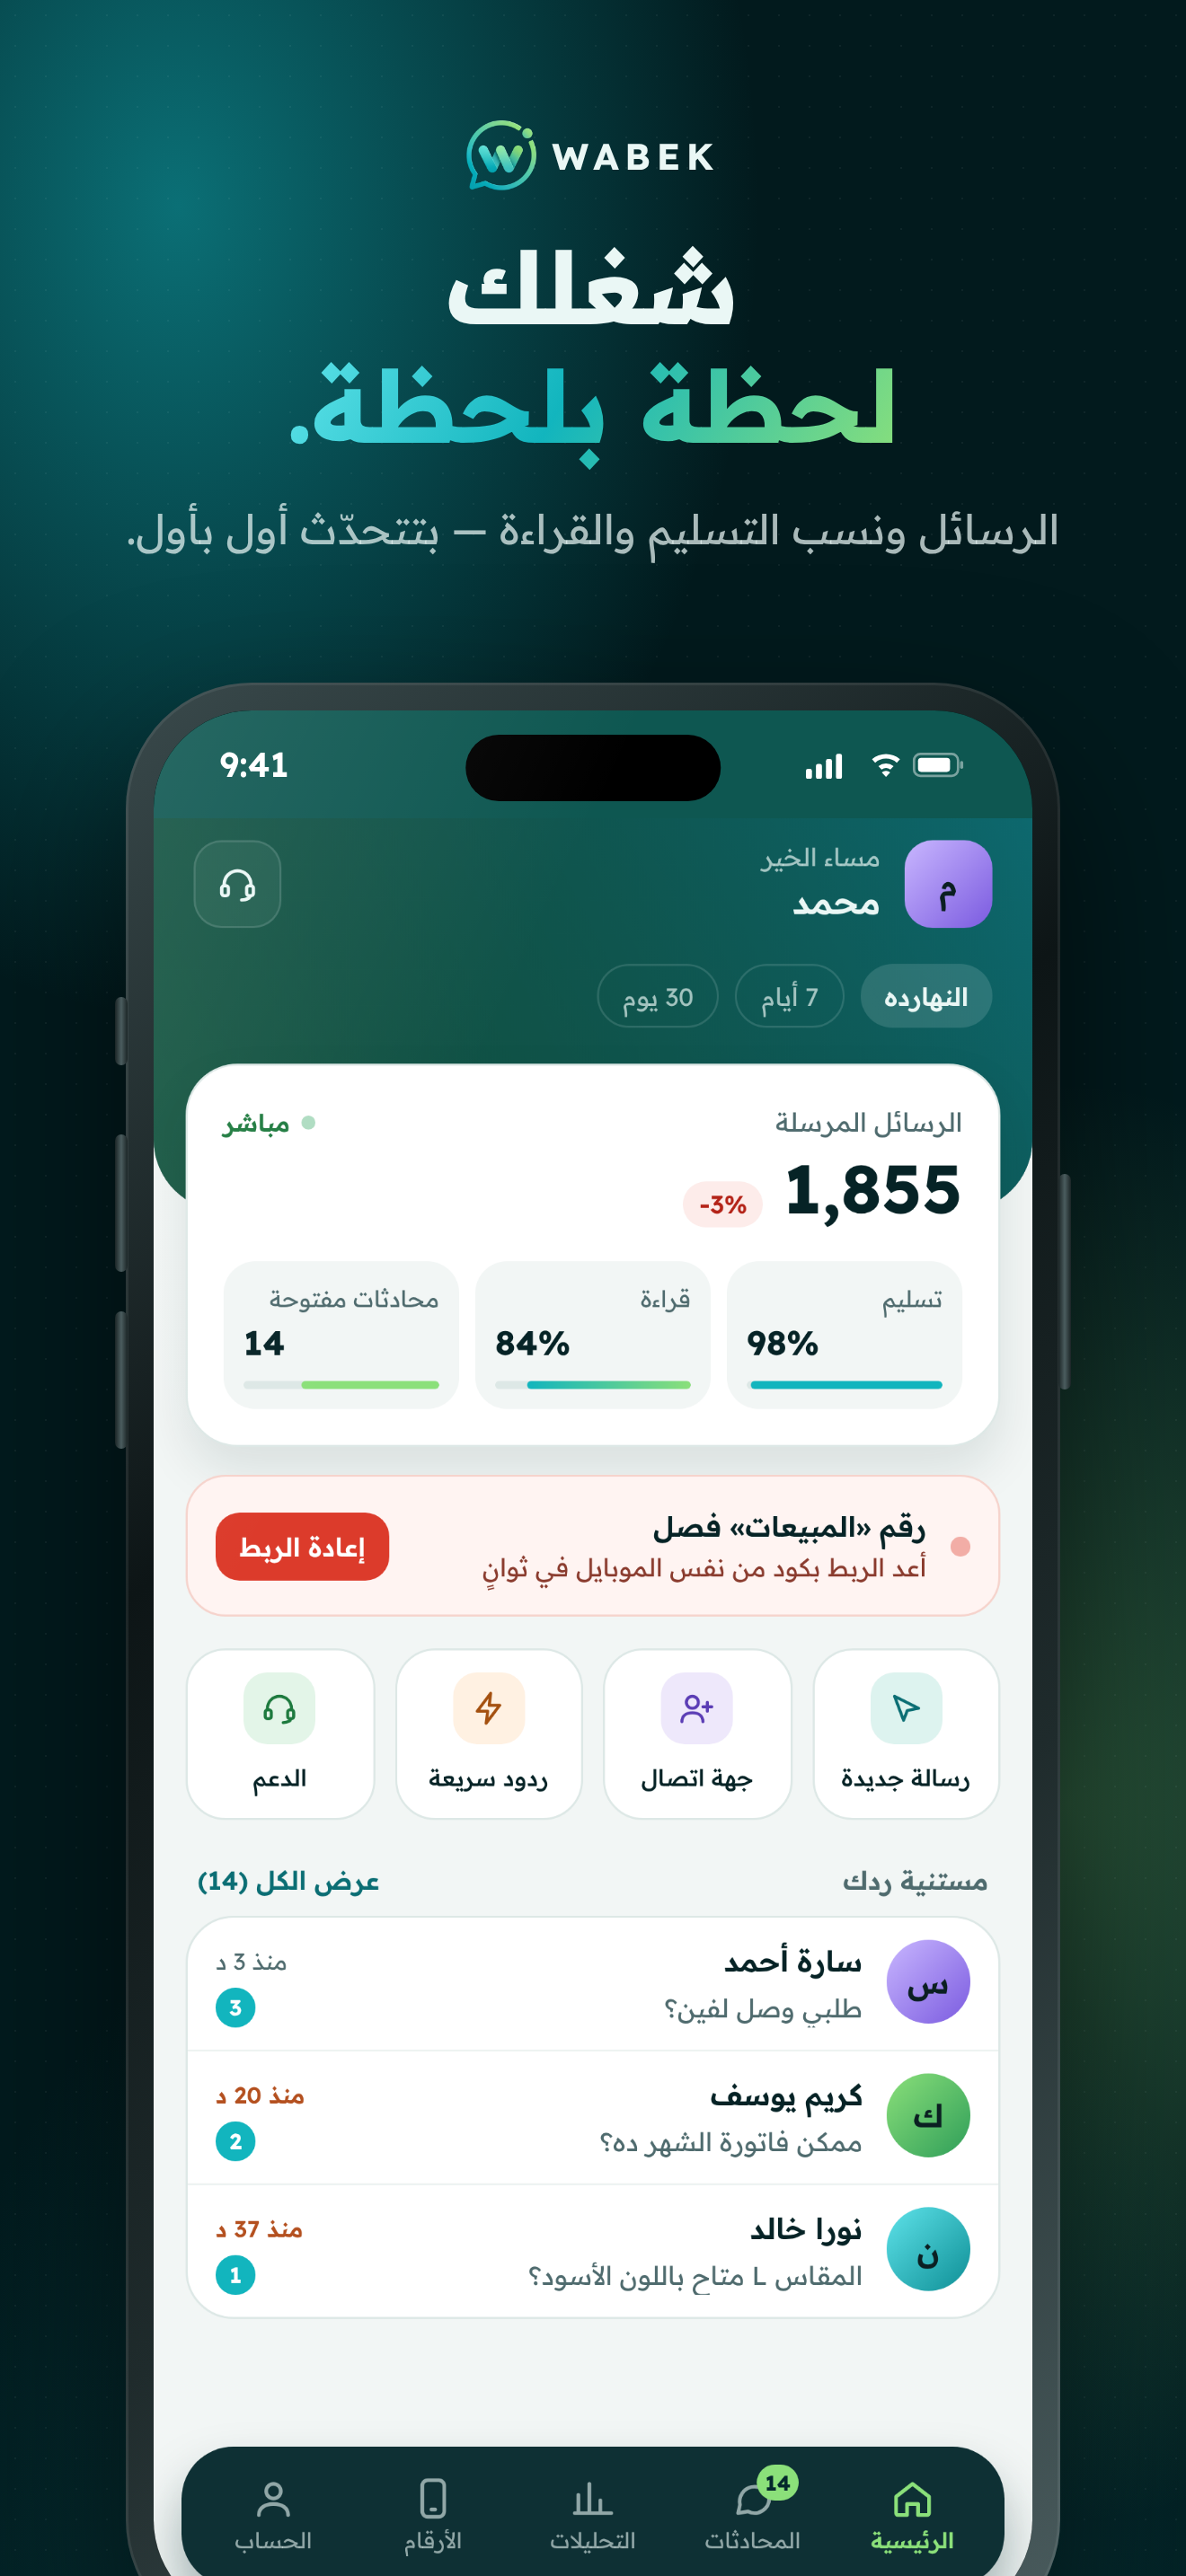 WABEK
شغلك
لحظة بلحظة.
الرسائل ونسب التسليم والقراءة — بتتحدّث أول بأول.
9:41
م
مساء الخير
محمد
النهارده
7 أيام
30 يوم
الرسائل المرسلة
مباشر
1,855
-3%
تسليم
98%
قراءة
84%
محادثات مفتوحة
14
رقم «المبيعات» فصل
أعد الربط بكود من نفس الموبايل في ثوانٍ
إعادة الربط
رسالة جديدة
جهة اتصال
ردود سريعة
الدعم
مستنية ردك
عرض الكل (14)
س
سارة أحمد
منذ 3 د
طلبي وصل لفين؟
3
ك
كريم يوسف
منذ 20 د
ممكن فاتورة الشهر ده؟
2
ن
نورا خالد
منذ 37 د
المقاس L متاح باللون الأسود؟
1
الرئيسية
14
المحادثات
التحليلات
الأرقام
الحساب